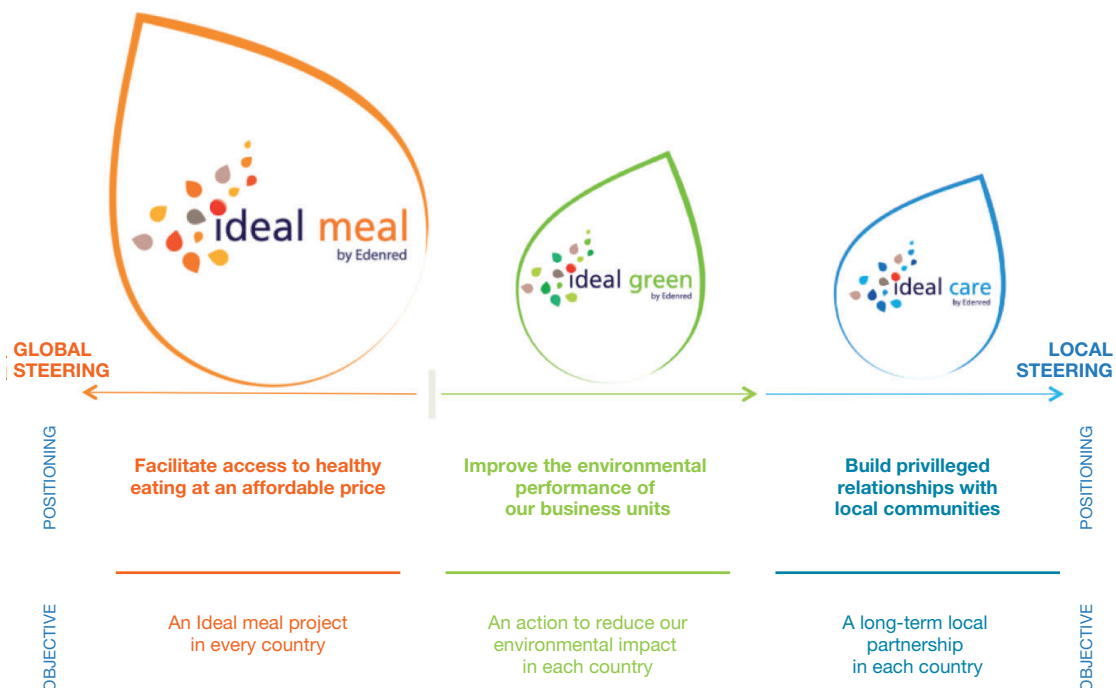 ideal meal
by Edenred
ideal green
by Edenred
ideal care
by Edenred
GLOBAL
STEERING
LOCAL
STEERING
POSITIONING
Facilitate access to healthy
eating at an affordable price
Improve the environmental
performance of
our business units
Build privilleged
relationships with
local communities
POSITIONING
OBJECTIVE
An Ideal meal project
in every country
An action to reduce our
environmental impact
in each country
A long-term local
partnership
in each country
OBJECTIVE